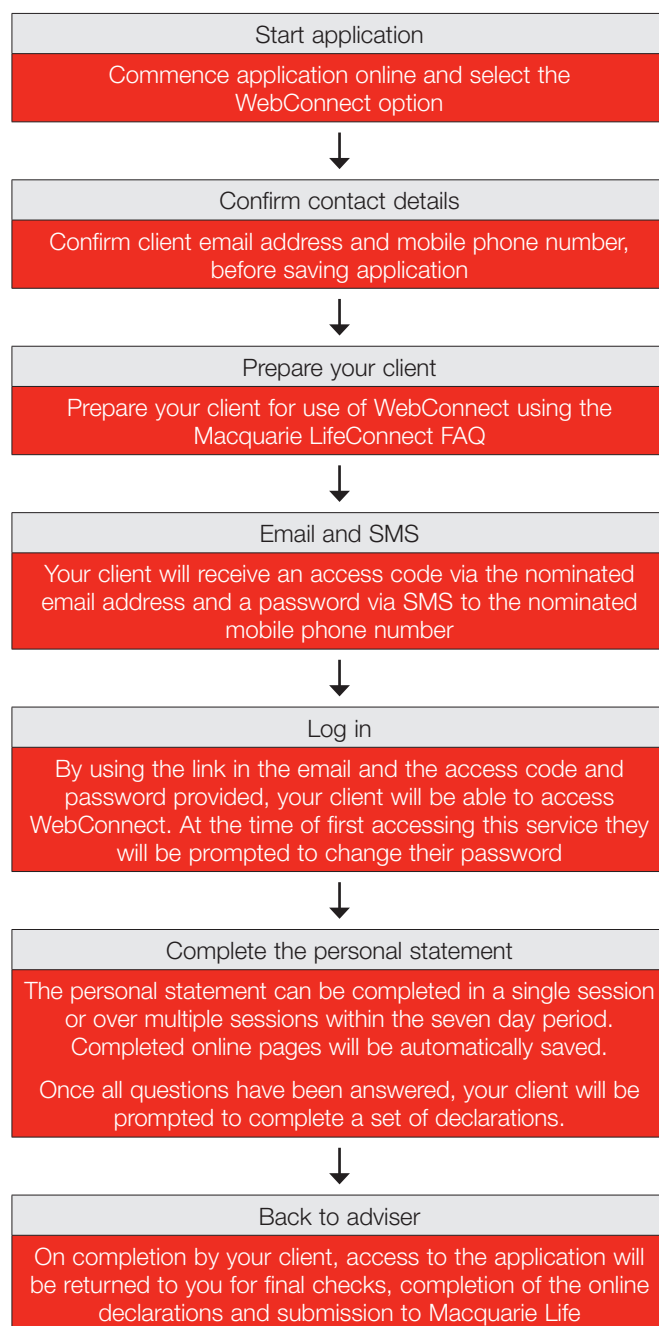 Start application
Commence application online and select the
WebConnect option
Confirm contact details
Confirm client email address and mobile phone number,
before saving application
Prepare your client
Prepare your client for use of WebConnect using the
Macquarie LifeConnect FAQ
Email and SMS
Your client will receive an access code via the nominated
email address and a password via SMS to the nominated
mobile phone number
Log in
By using the link in the email and the access code and
password provided, your client will be able to access
WebConnect. At the time of first accessing this service they
will be prompted to change their password
Complete the personal statement
The personal statement can be completed in a single session
or over multiple sessions within the seven day period.
Completed online pages will be automatically saved.
Once all questions have been answered, your client will be
prompted to complete a set of declarations.
Back to adviser
On completion by your client, access to the application will
be returned to you for final checks, completion of the online
declarations and submission to Macquarie Life